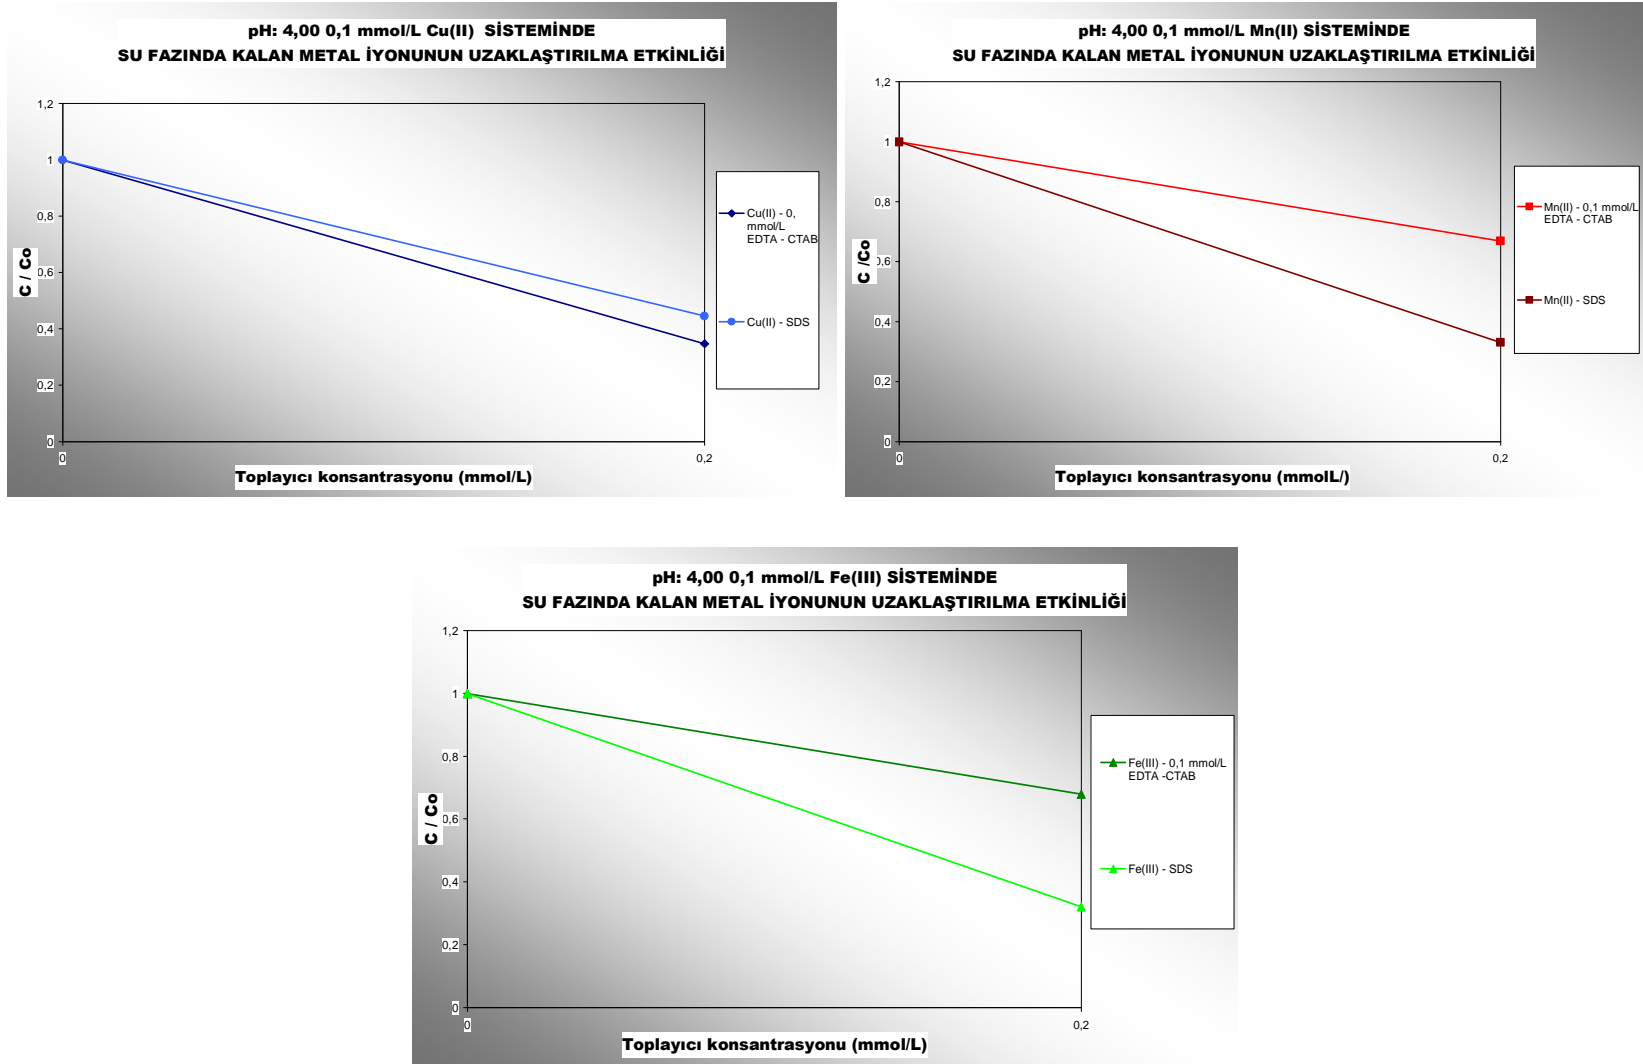 pH: 4,00 0,1 mmol/L Cu(II) SİSTEMİNDE
SU FAZINDA KALAN METAL İYONUNUN UZAKLAŞTIRILMA ETKİNLİĞİ
1,2
1
0,8
0,6
0,4
0,2
0
0
0,2
C / Co
Toplayıcı konsantrasyonu (mmol/L)
Cu(II) - 0,
mmol/L
EDTA - CTAB
Cu(II) - SDS
pH: 4,00 0,1 mmol/L Mn(II) SİSTEMİNDE
SU FAZINDA KALAN METAL İYONUNUN UZAKLAŞTIRILMA ETKİNLİĞİ
1,2
1
0,8
0,6
0,4
0,2
0
0
0,2
C /Co
Toplayıcı konsantrasyonu (mmolL/)
Mn(II) - 0,1 mmol/L
EDTA - CTAB
Mn(II) - SDS
pH: 4,00 0,1 mmol/L Fe(III) SİSTEMİNDE
SU FAZINDA KALAN METAL İYONUNUN UZAKLAŞTIRILMA ETKİNLİĞİ
1,2
1
0,8
0,6
0,4
0,2
0
0
0,2
C / Co
Toplayıcı konsantrasyonu (mmol/L)
Fe(III) - 0,1 mmol/L
EDTA -CTAB
Fe(III) - SDS